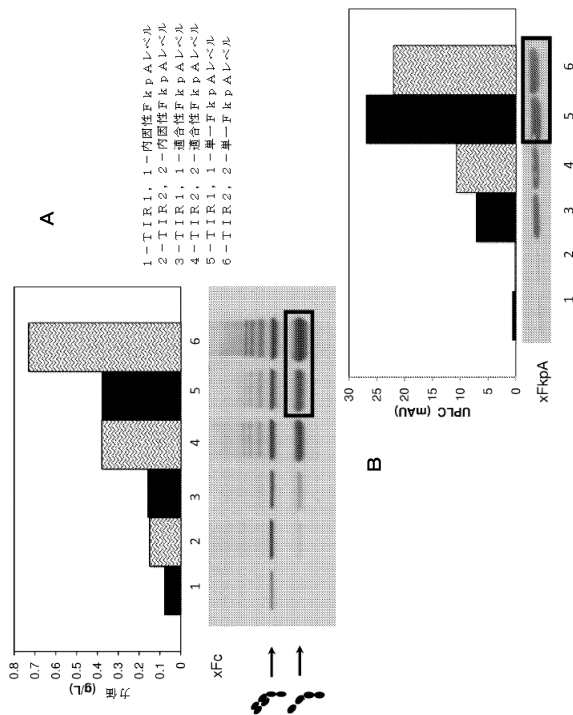 A
0.8
0.7
0.6
0.5
0.4
0.3
0.2
0.1
0
力価
(g/L)
1 2 3 4 5 6
xFc
1－TIR1，1－内因性FkpAレベル
2－TIR2，2－内因性FkpAレベル
3－TIR1，1－適合性FkpAレベル
4－TIR2，2－適合性FkpAレベル
5－TIR1，1－単一FkpAレベル
6－TIR2，2－単一FkpAレベル
B
30
25
20
15
10
5
0
UPLC (mAU)
1 2 3 4 5 6
xFkpA